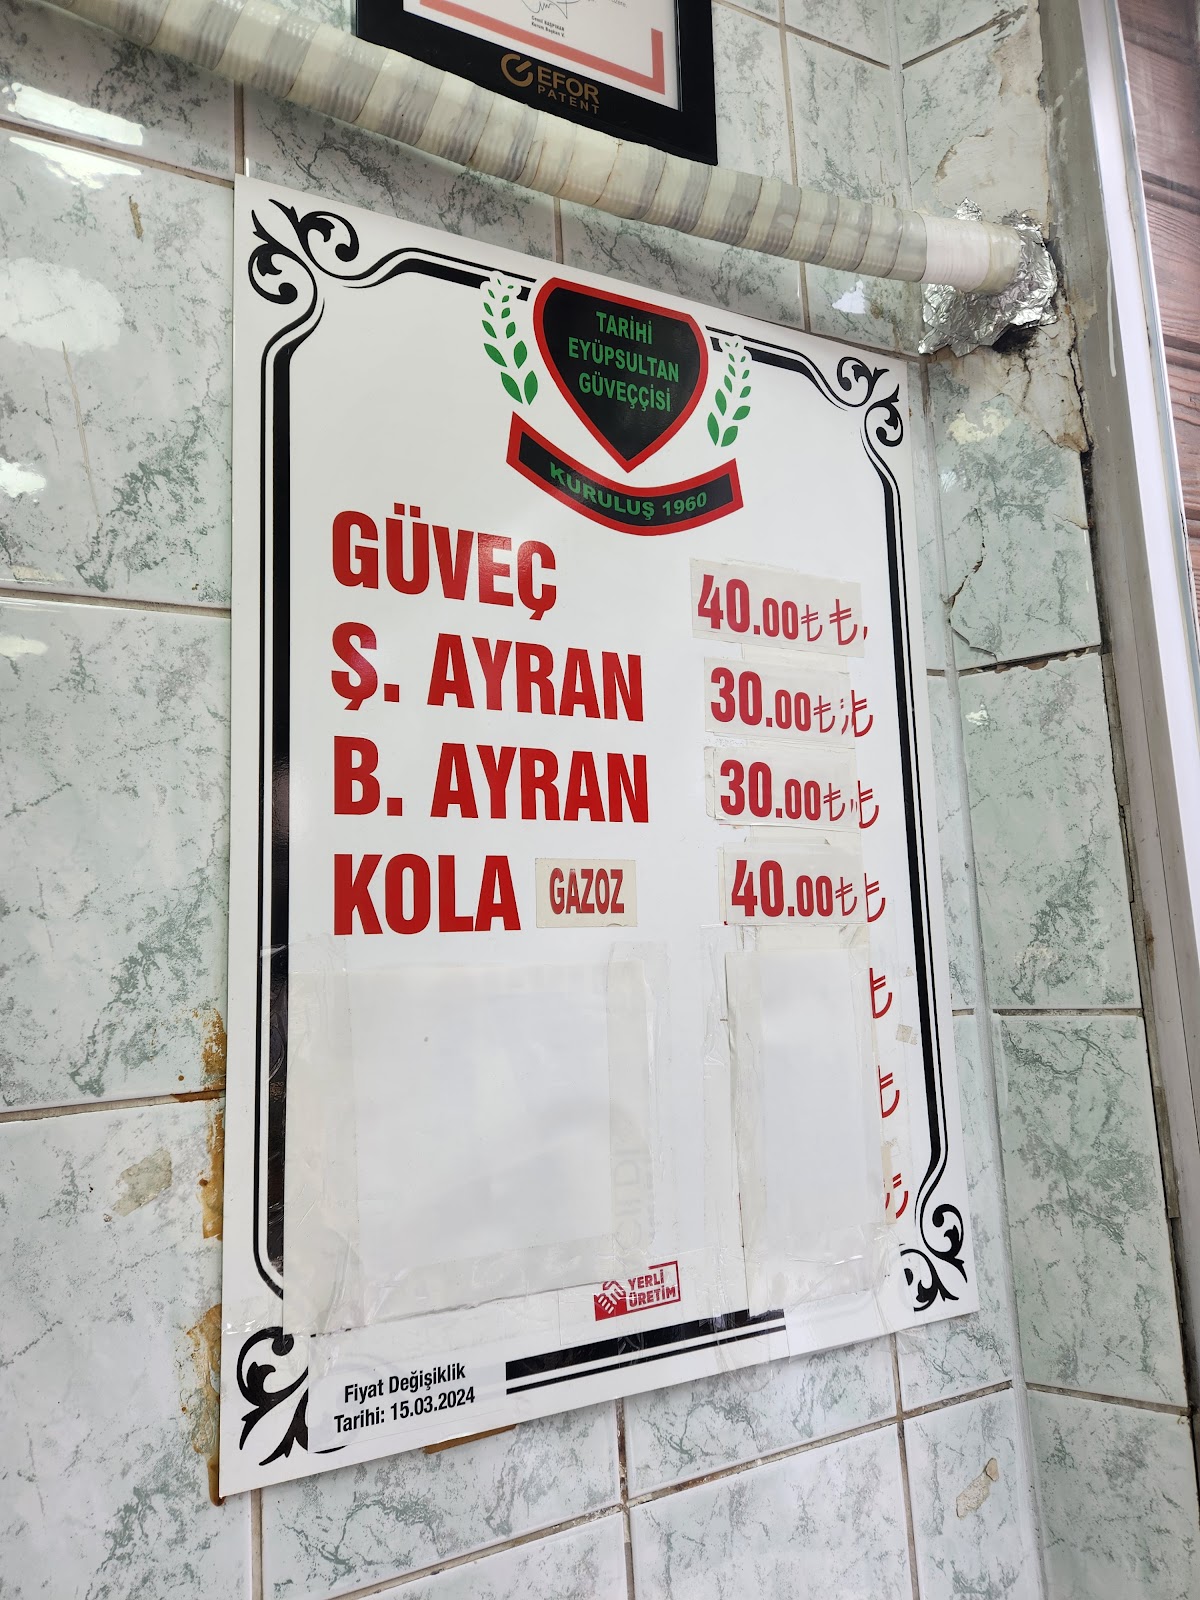 EFOR
PATENT
TARİHİ
EYÜPSULTAN
GÜVEÇÇİSİ
KURULUŞ 1960
GÜVEÇ 40.00₺ ₺
Ş. AYRAN 30.00₺ ₺
B. AYRAN 30.00₺ ₺
KOLA GAZOZ 40.00₺ ₺
₺
₺
₺
YERLİ
ÜRETİM
Fiyat Değişiklik
Tarihi: 15.03.2024